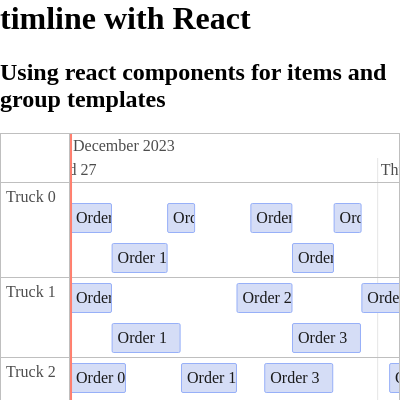 timline with React
Using react components for items and
group templates
December 2023
d 27
Th
Truck 0
Order
Ord
Order
Ord
Order 1
Order
Truck 1
Order
Order 2
Orde
Order 1
Order 3
Truck 2
Order 0
Order 1
Order 3